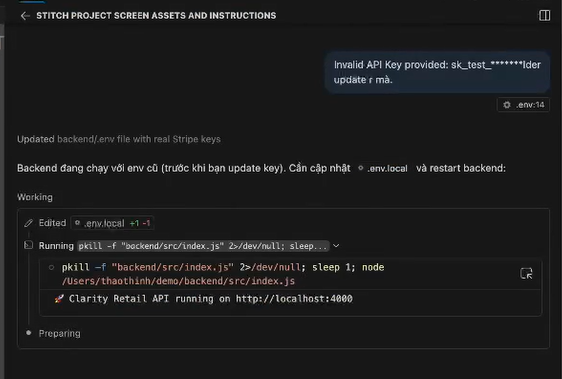 STITCH PROJECT SCREEN ASSETS AND INSTRUCTIONS
Invalid API Key provided: sk_test_*******lder
update r mà.
.env:14
Updated backend/.env file with real Stripe keys
Backend đang chạy với env cũ (trước khi bạn update key). Cần cập nhật .env.local và restart backend:
Working
Edited .env.local +1 -1
Running pkill -f "backend/src/index.js" 2>/dev/null; sleep...
pkill -f "backend/src/index.js" 2>/dev/null; sleep 1; node
/Users/thaothinh/demo/backend/src/index.js
🚀 Clarity Retail API running on http://localhost:4000
Preparing